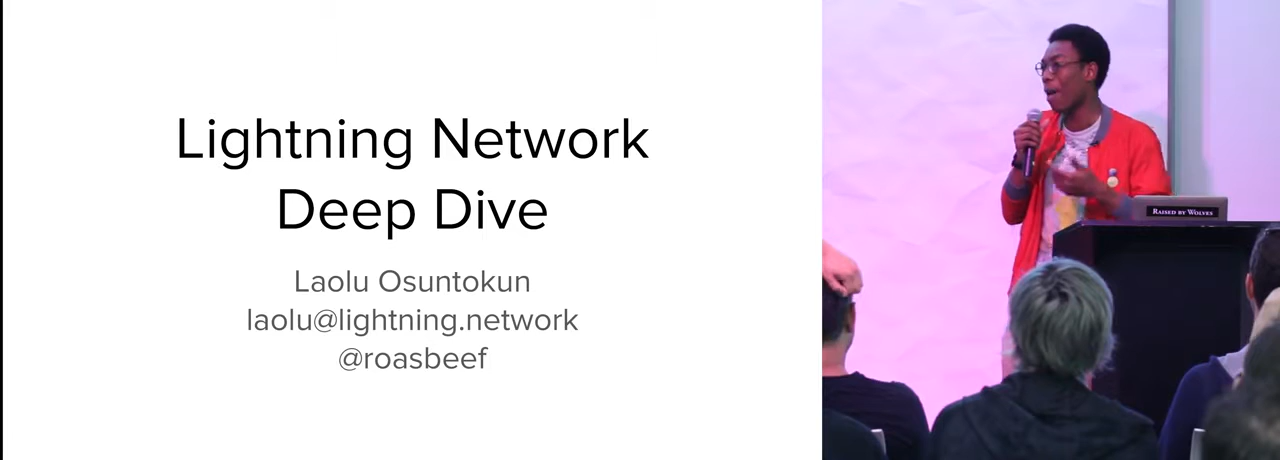 Lightning Network
Deep Dive
Laolu Osuntokun
laolu@lightning.network
@roasbeef
RAISED BY WOLVES